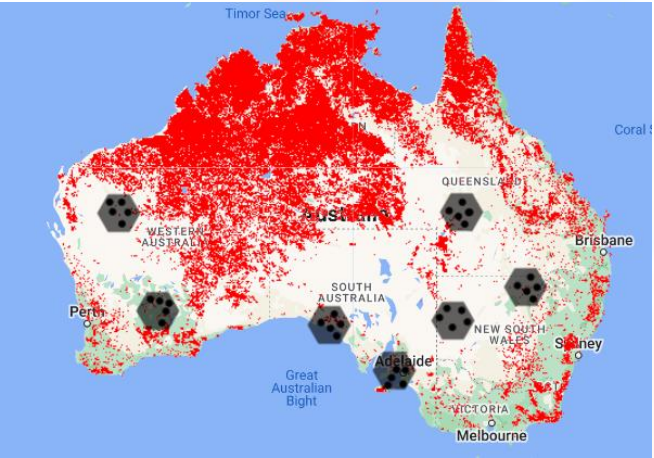 Timor Sea
Coral S
QUEENSLAND
Australia
WESTERN
AUSTRALIA
Brisbane
SOUTH
AUSTRALIA
Perth
NEW SOUTH
WALES
Sydney
Adelaide
Great
Australian
Bight
VICTORIA
Melbourne